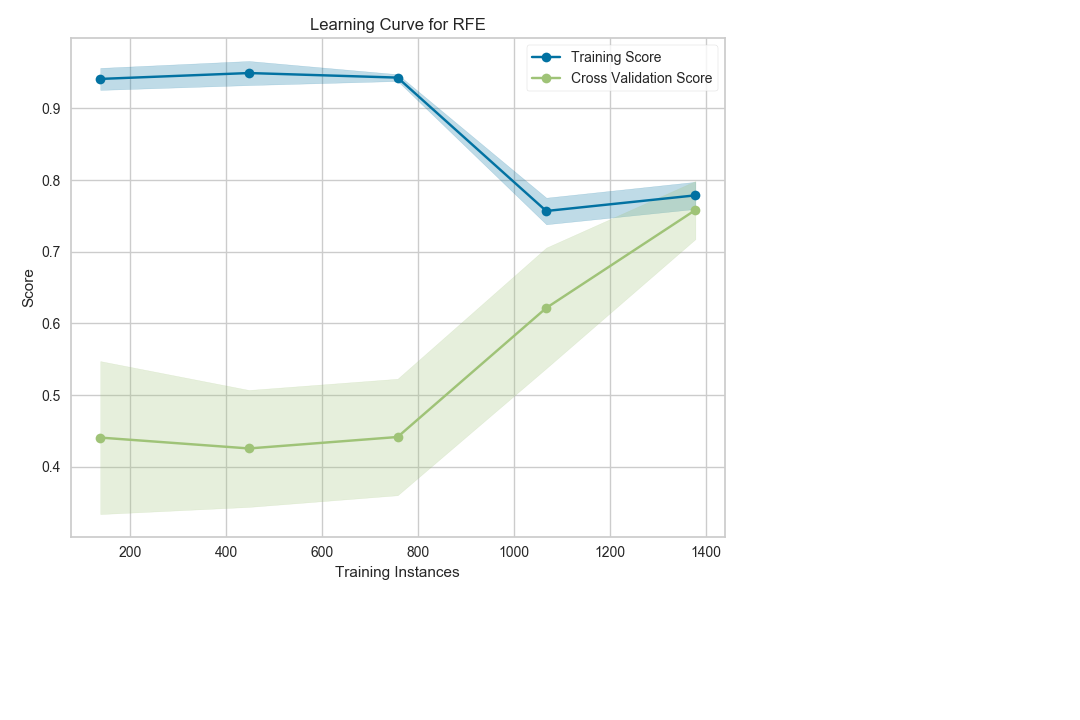 Learning Curve for RFE
Training Score
Cross Validation Score
Score
0.9
0.8
0.7
0.6
0.5
0.4
200 400 600 800 1000 1200 1400
Training Instances